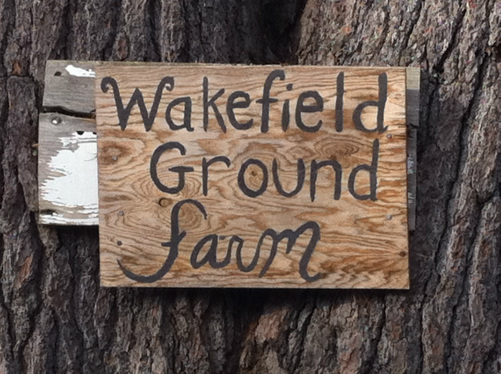 Wakefield
Ground
farm